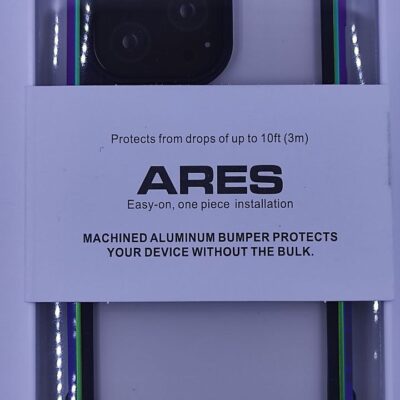 Protects from drops of up to 10ft (3m)
ARES
Easy-on, one piece installation
MACHINED ALUMINUM BUMPER PROTECTS
YOUR DEVICE WITHOUT THE BULK.